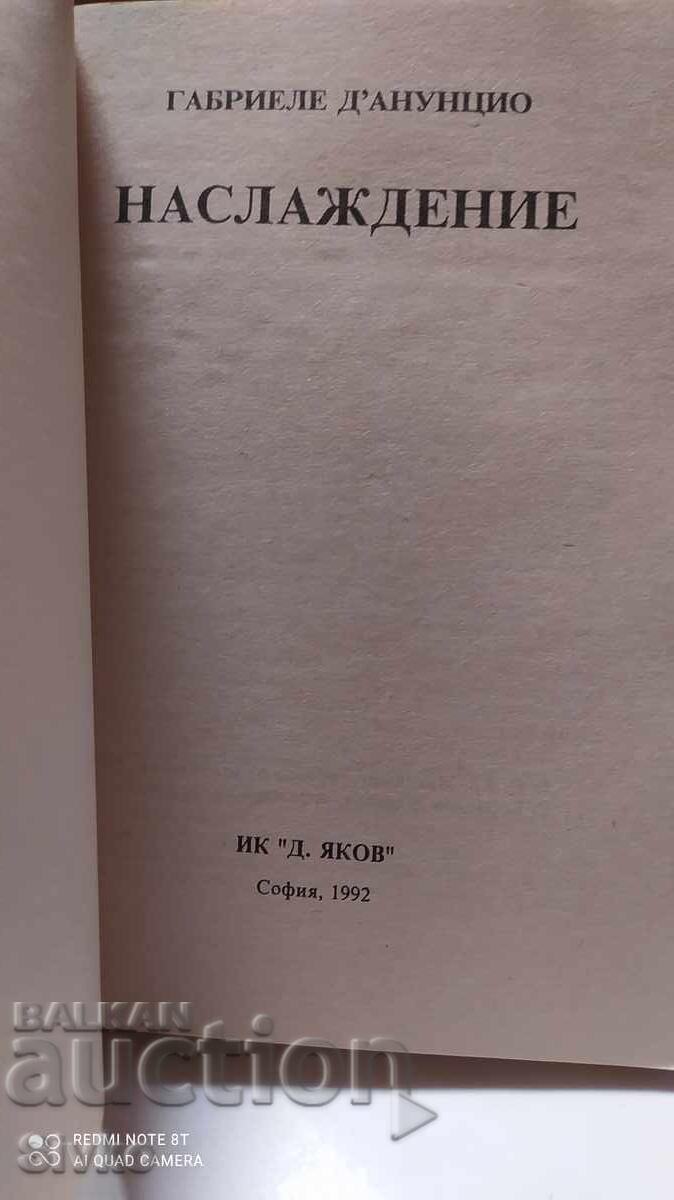 ГАБРИЕЛЕ Д'АНУНЦИО
НАСЛАЖДЕНИЕ
ИК "Д. ЯКОВ"
София, 1992
BALKAN
auction
REDMI NOTE 8T
AI QUAD CAMERA